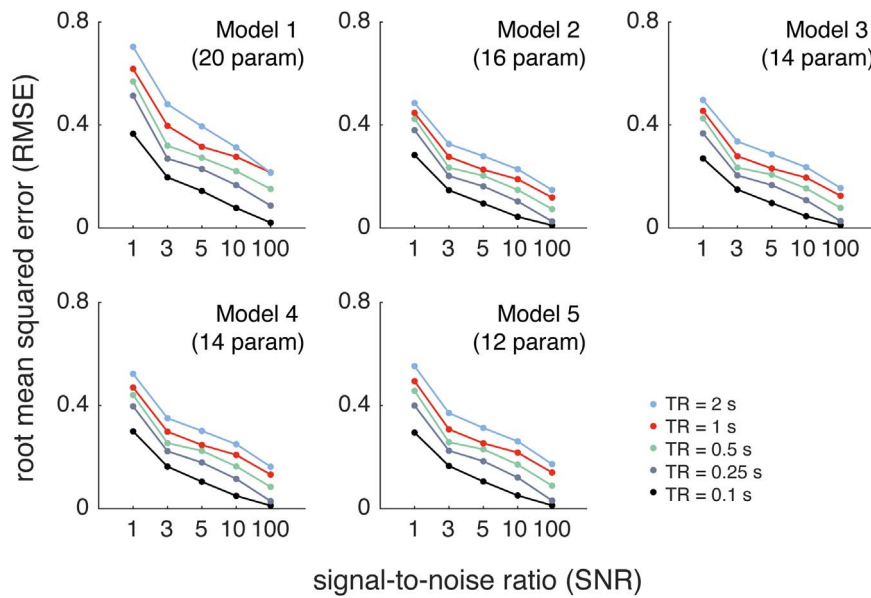 root mean squared error (RMSE)
0.8
0.4
0
Model 1
(20 param)
1 3 5 10 100
0.8
0.4
0
Model 2
(16 param)
1 3 5 10 100
0.8
0.4
0
Model 3
(14 param)
1 3 5 10 100
0.8
0.4
0
Model 4
(14 param)
1 3 5 10 100
0.8
0.4
0
Model 5
(12 param)
1 3 5 10 100
TR = 2 s
TR = 1 s
TR = 0.5 s
TR = 0.25 s
TR = 0.1 s
signal-to-noise ratio (SNR)